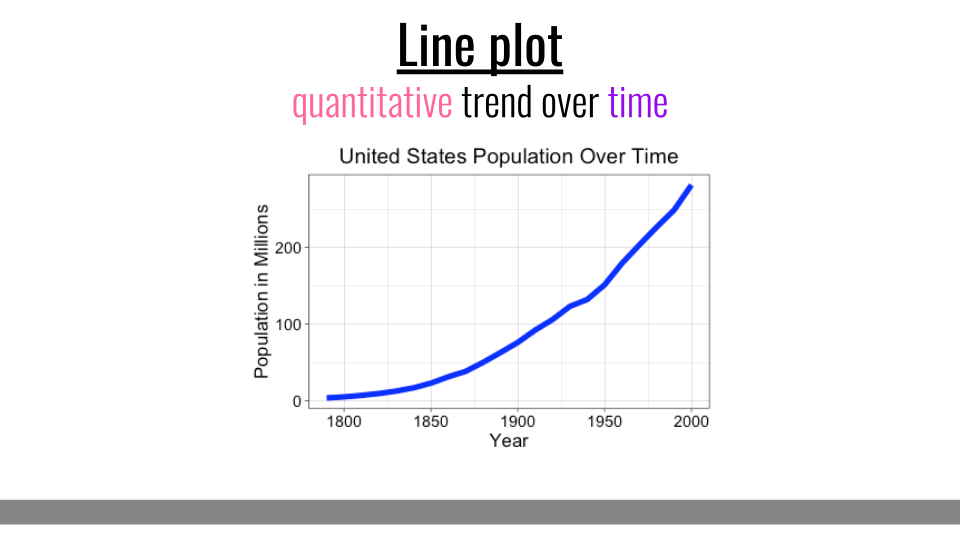 Line plot
quantitative trend over time
United States Population Over Time
Population in Millions
200
100
0
1800 1850 1900 1950 2000
Year